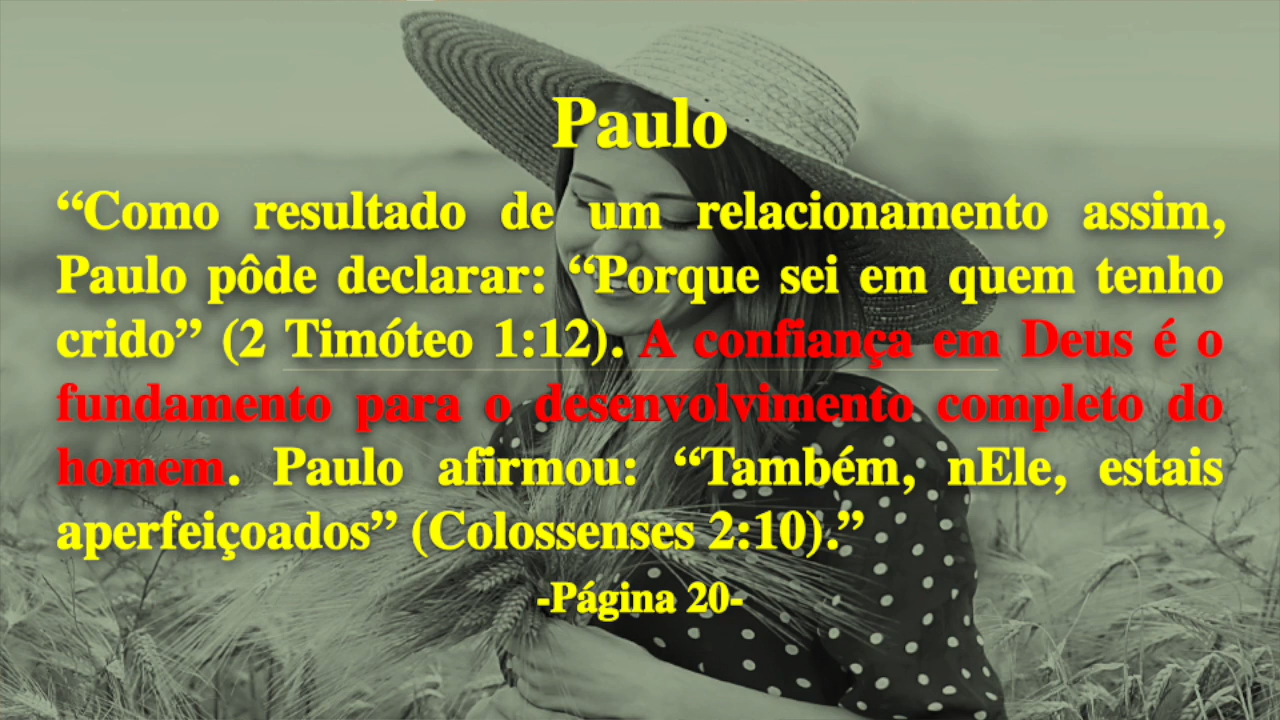 Paulo
“Como resultado de um relacionamento assim,
Paulo pôde declarar: “Porque sei em quem tenho
crido” (2 Timóteo 1:12). A confiança em Deus é o
fundamento para o desenvolvimento completo do
homem. Paulo afirmou: “Também, nEle, estais
aperfeiçoados” (Colossenses 2:10).”
-Página 20-